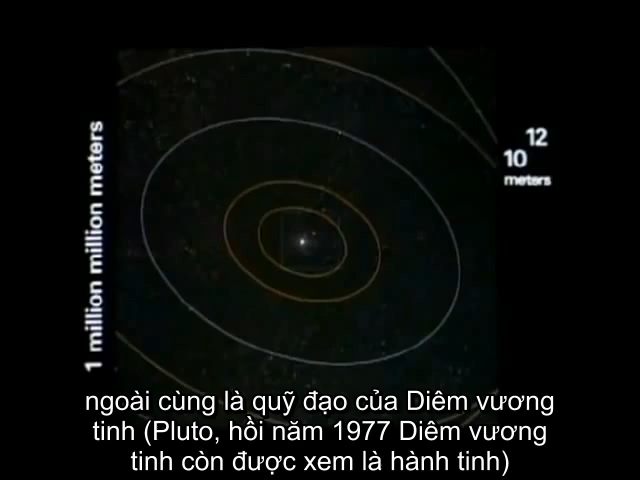 1 million million meters
12
10
meters
ngoài cùng là quỹ đạo của Diêm vương
tinh (Pluto, hồi năm 1977 Diêm vương
tinh còn được xem là hành tinh)